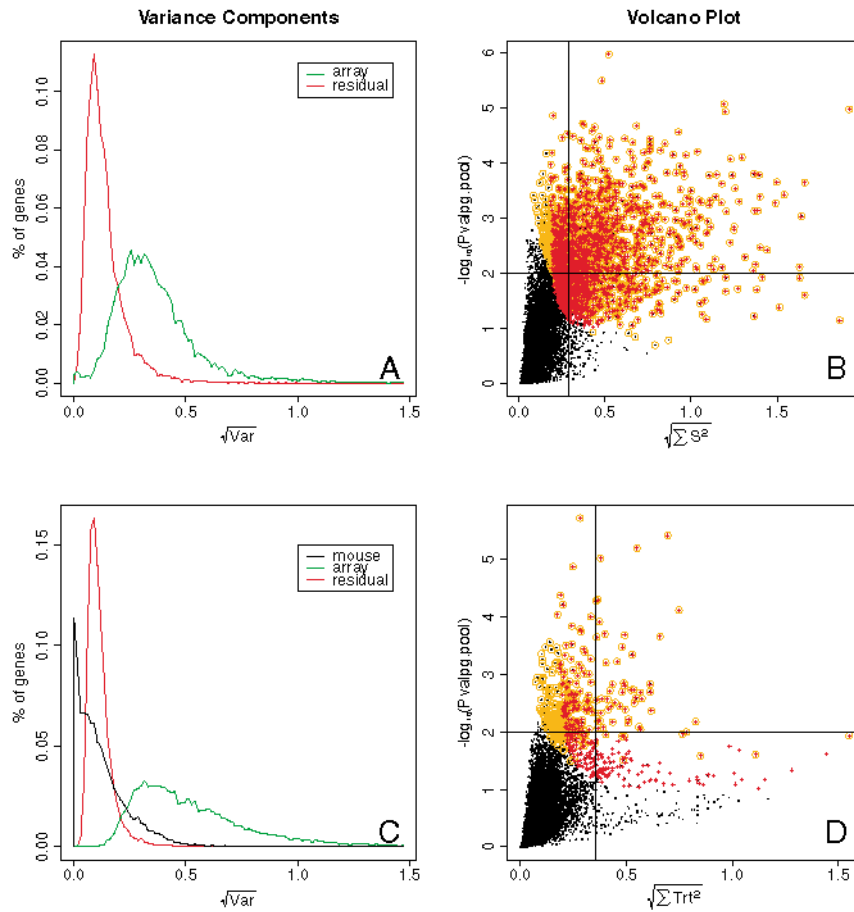 Variance Components
Volcano Plot
% of genes
0.00 0.02 0.04 0.06 0.08 0.10
array
residual
A
0.0 0.5 1.0 1.5
√Var
-log₁₀(Pvalpg.pool)
0 1 2 3 4 5 6
B
0.0 0.5 1.0 1.5
√∑S²
% of genes
0.00 0.05 0.10 0.15
mouse
array
residual
C
0.0 0.5 1.0 1.5
√Var
-log₁₀(Pvalpg.pool)
0 1 2 3 4 5
D
0.0 0.5 1.0 1.5
√∑Trt²